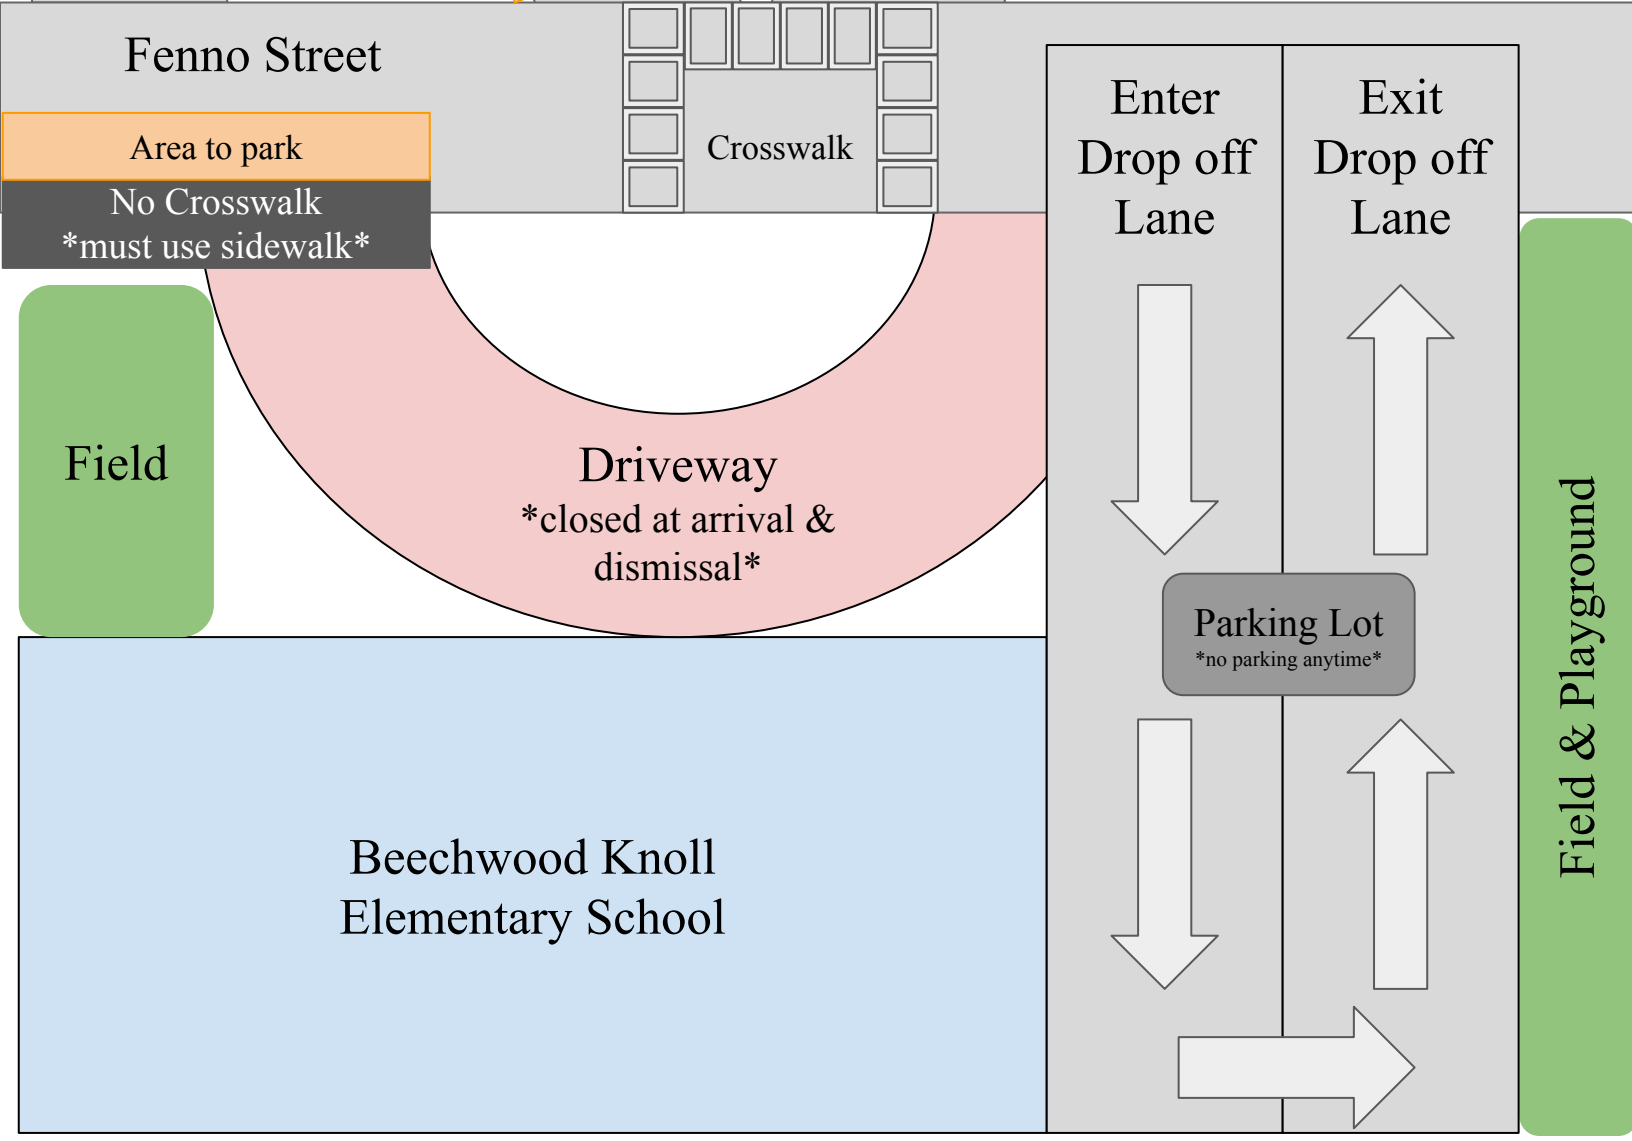 Fenno Street
Area to park
No Crosswalk
*must use sidewalk*
Crosswalk
Enter
Drop off
Lane
Exit
Drop off
Lane
Field
Driveway
*closed at arrival &
dismissal*
Parking Lot
*no parking anytime*
Field & Playground
Beechwood Knoll
Elementary School